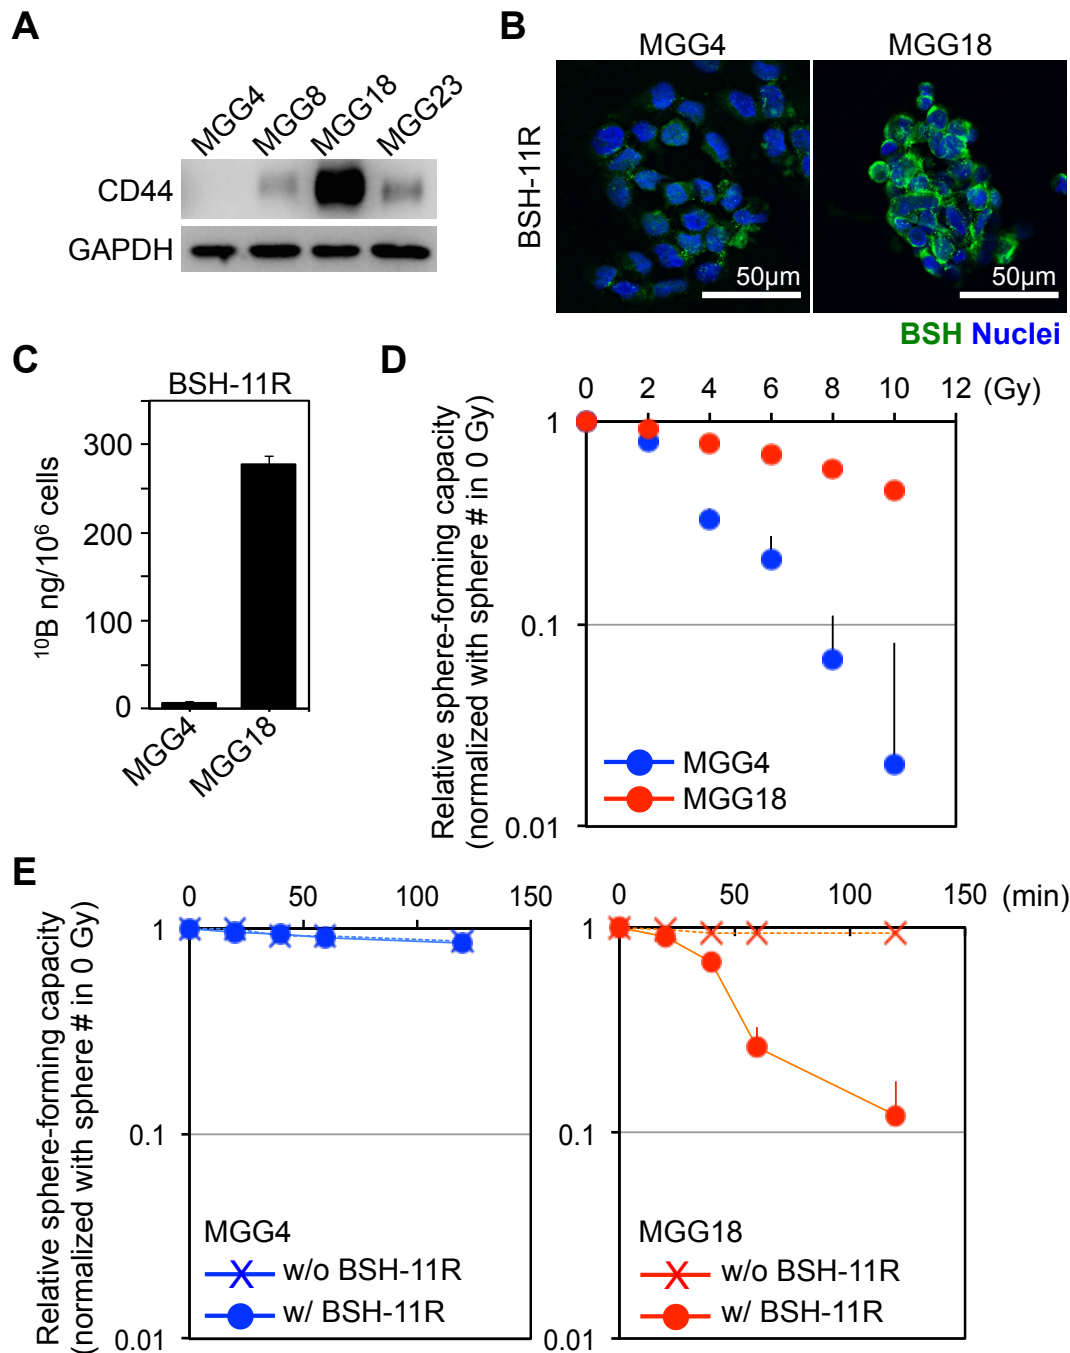 A
MGG4 MGG8 MGG18 MGG23
CD44
GAPDH
B
MGG4 MGG18
BSH-11R
50µm 50µm
BSH Nuclei
C
BSH-11R
¹⁰B ng/10⁶ cells
300
200
100
0
MGG4 MGG18
D
0 2 4 6 8 10 12 (Gy)
Relative sphere-forming capacity
(normalized with sphere # in 0 Gy)
1
0.1
0.01
MGG4
MGG18
E
Relative sphere-forming capacity
(normalized with sphere # in 0 Gy)
0 50 100 150
1
0.1
0.01
MGG4
w/o BSH-11R
w/ BSH-11R
0 50 100 150 (min)
1
0.1
0.01
MGG18
w/o BSH-11R
w/ BSH-11R